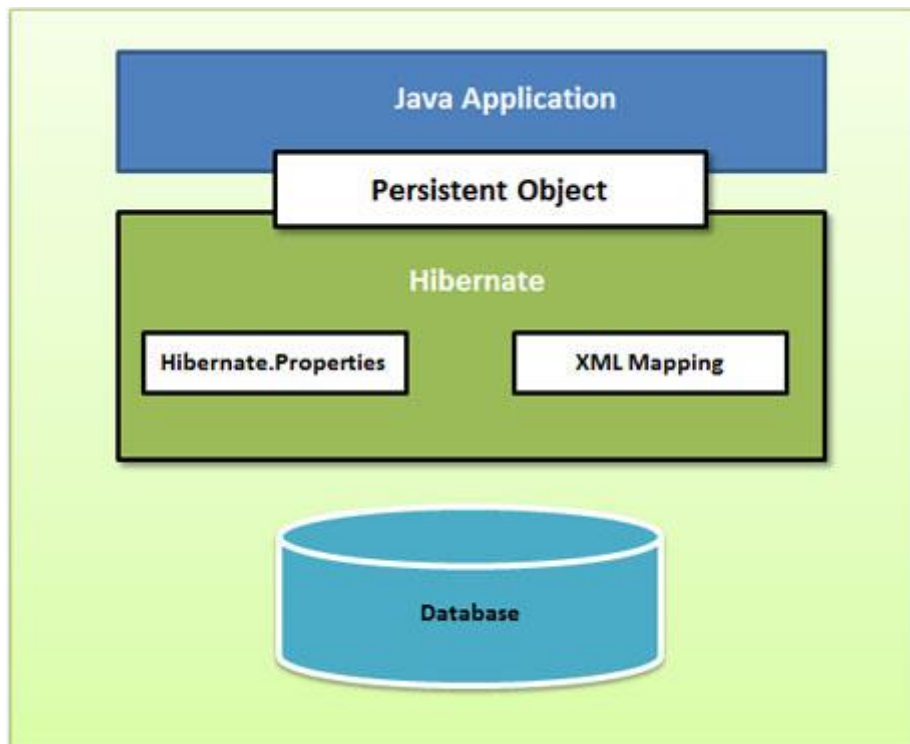 Java Application
Persistent Object
Hibernate
Hibernate.Properties
XML Mapping
Database